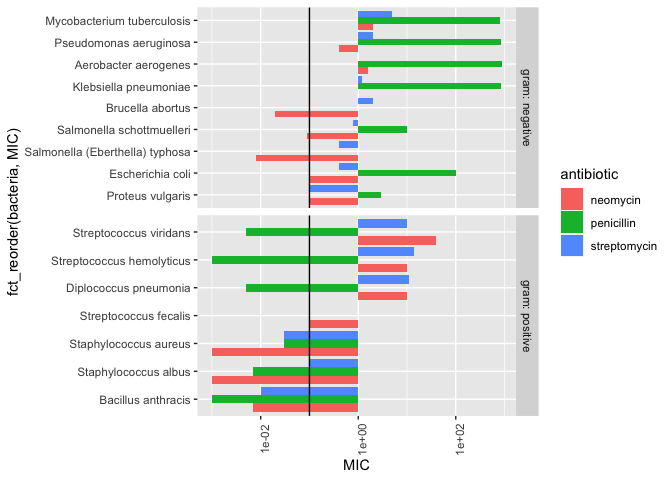 Mycobacterium tuberculosis
Pseudomonas aeruginosa
Aerobacter aerogenes
Klebsiella pneumoniae
Brucella abortus
Salmonella schottmuelleri
Salmonella (Eberthella) typhosa
Escherichia coli
Proteus vulgaris
gram: negative
Streptococcus viridans
Streptococcus hemolyticus
Diplococcus pneumonia
Streptococcus fecalis
Staphylococcus aureus
Staphylococcus albus
Bacillus anthracis
gram: positive
fct_reorder(bacteria, MIC)
1e-02
1e+00
1e+02
MIC
antibiotic
neomycin
penicillin
streptomycin